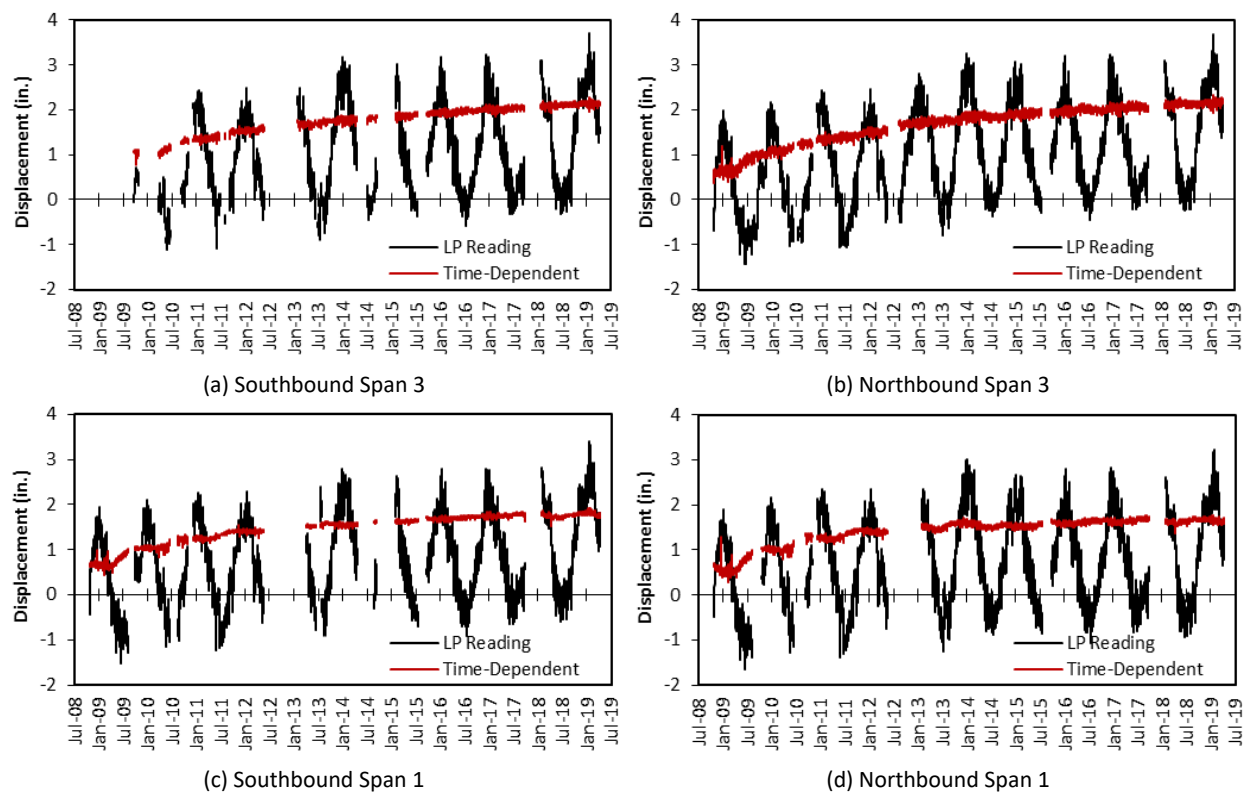 4
3
2
1
0
-1
-2
Displacement (in.)
LP Reading
Time-Dependent
Jul-08
Jan-09
Jul-09
Jan-10
Jul-10
Jan-11
Jul-11
Jan-12
Jul-12
Jan-13
Jul-13
Jan-14
Jul-14
Jan-15
Jul-15
Jan-16
Jul-16
Jan-17
Jul-17
Jan-18
Jul-18
Jan-19
Jul-19
(a) Southbound Span 3
4
3
2
1
0
-1
-2
Displacement (in.)
LP Reading
Time-Dependent
Jul-08
Jan-09
Jul-09
Jan-10
Jul-10
Jan-11
Jul-11
Jan-12
Jul-12
Jan-13
Jul-13
Jan-14
Jul-14
Jan-15
Jul-15
Jan-16
Jul-16
Jan-17
Jul-17
Jan-18
Jul-18
Jan-19
Jul-19
(b) Northbound Span 3
4
3
2
1
0
-1
-2
Displacement (in.)
LP Reading
Time-Dependent
Jul-08
Jan-09
Jul-09
Jan-10
Jul-10
Jan-11
Jul-11
Jan-12
Jul-12
Jan-13
Jul-13
Jan-14
Jul-14
Jan-15
Jul-15
Jan-16
Jul-16
Jan-17
Jul-17
Jan-18
Jul-18
Jan-19
Jul-19
(c) Southbound Span 1
4
3
2
1
0
-1
-2
Displacement (in.)
LP Reading
Time-Dependent
Jul-08
Jan-09
Jul-09
Jan-10
Jul-10
Jan-11
Jul-11
Jan-12
Jul-12
Jan-13
Jul-13
Jan-14
Jul-14
Jan-15
Jul-15
Jan-16
Jul-16
Jan-17
Jul-17
Jan-18
Jul-18
Jan-19
Jul-19
(d) Northbound Span 1